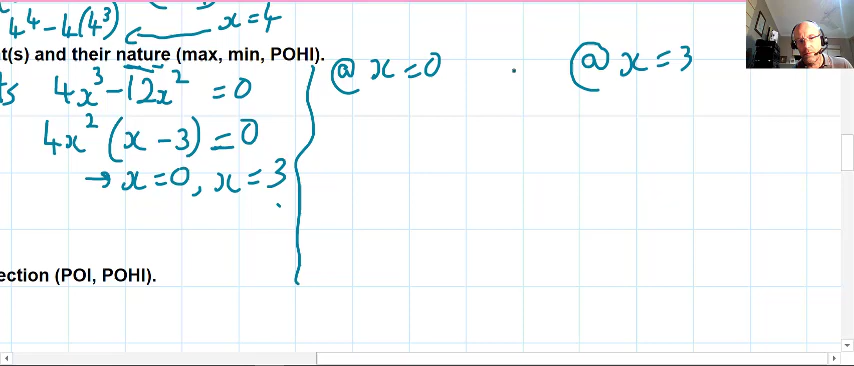 4⁴ - 4(4³) x = 4
t(s) and their nature (max, min, POHI).
ts 4x³ - 12x² = 0
4x² (x - 3) = 0
→ x = 0, x = 3
@ x = 0
@ x = 3
ection (POI, POHI).